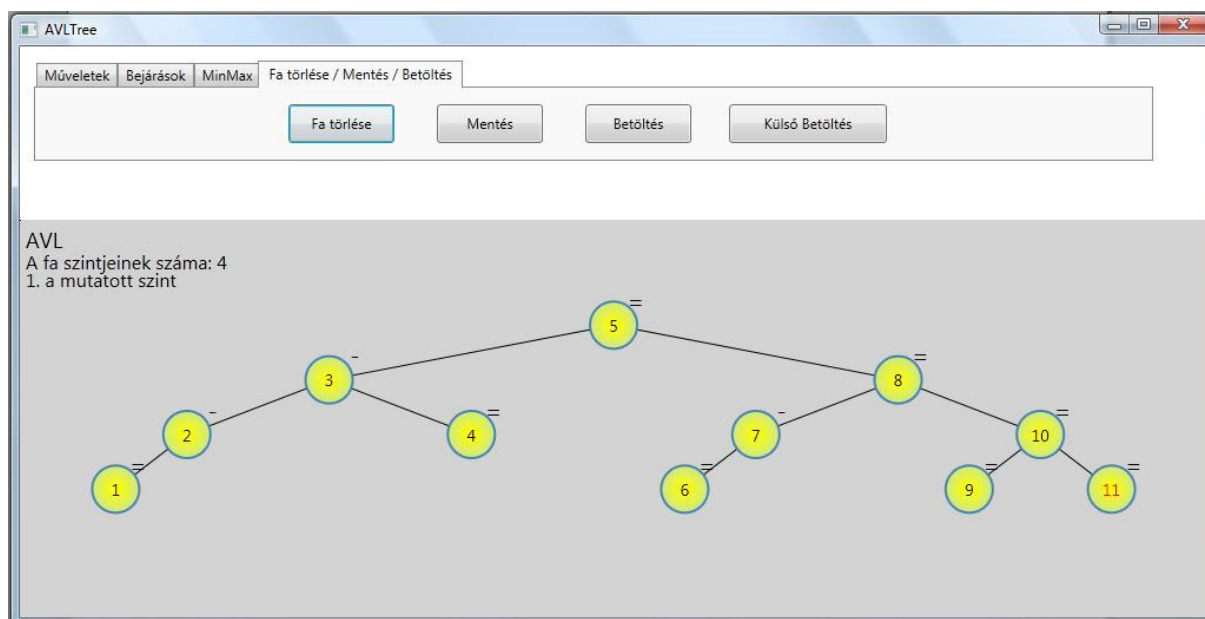 AVLTree
Műveletek Bejárások MinMax Fa törlése / Mentés / Betöltés
Fa törlése Mentés Betöltés Külső Betöltés
AVL
A fa szintjeinek száma: 4
1. a mutatott szint
5 =
3 - 8 =
2 - 4 = 7 - 10 =
1 = 6 = 9 = 11 =